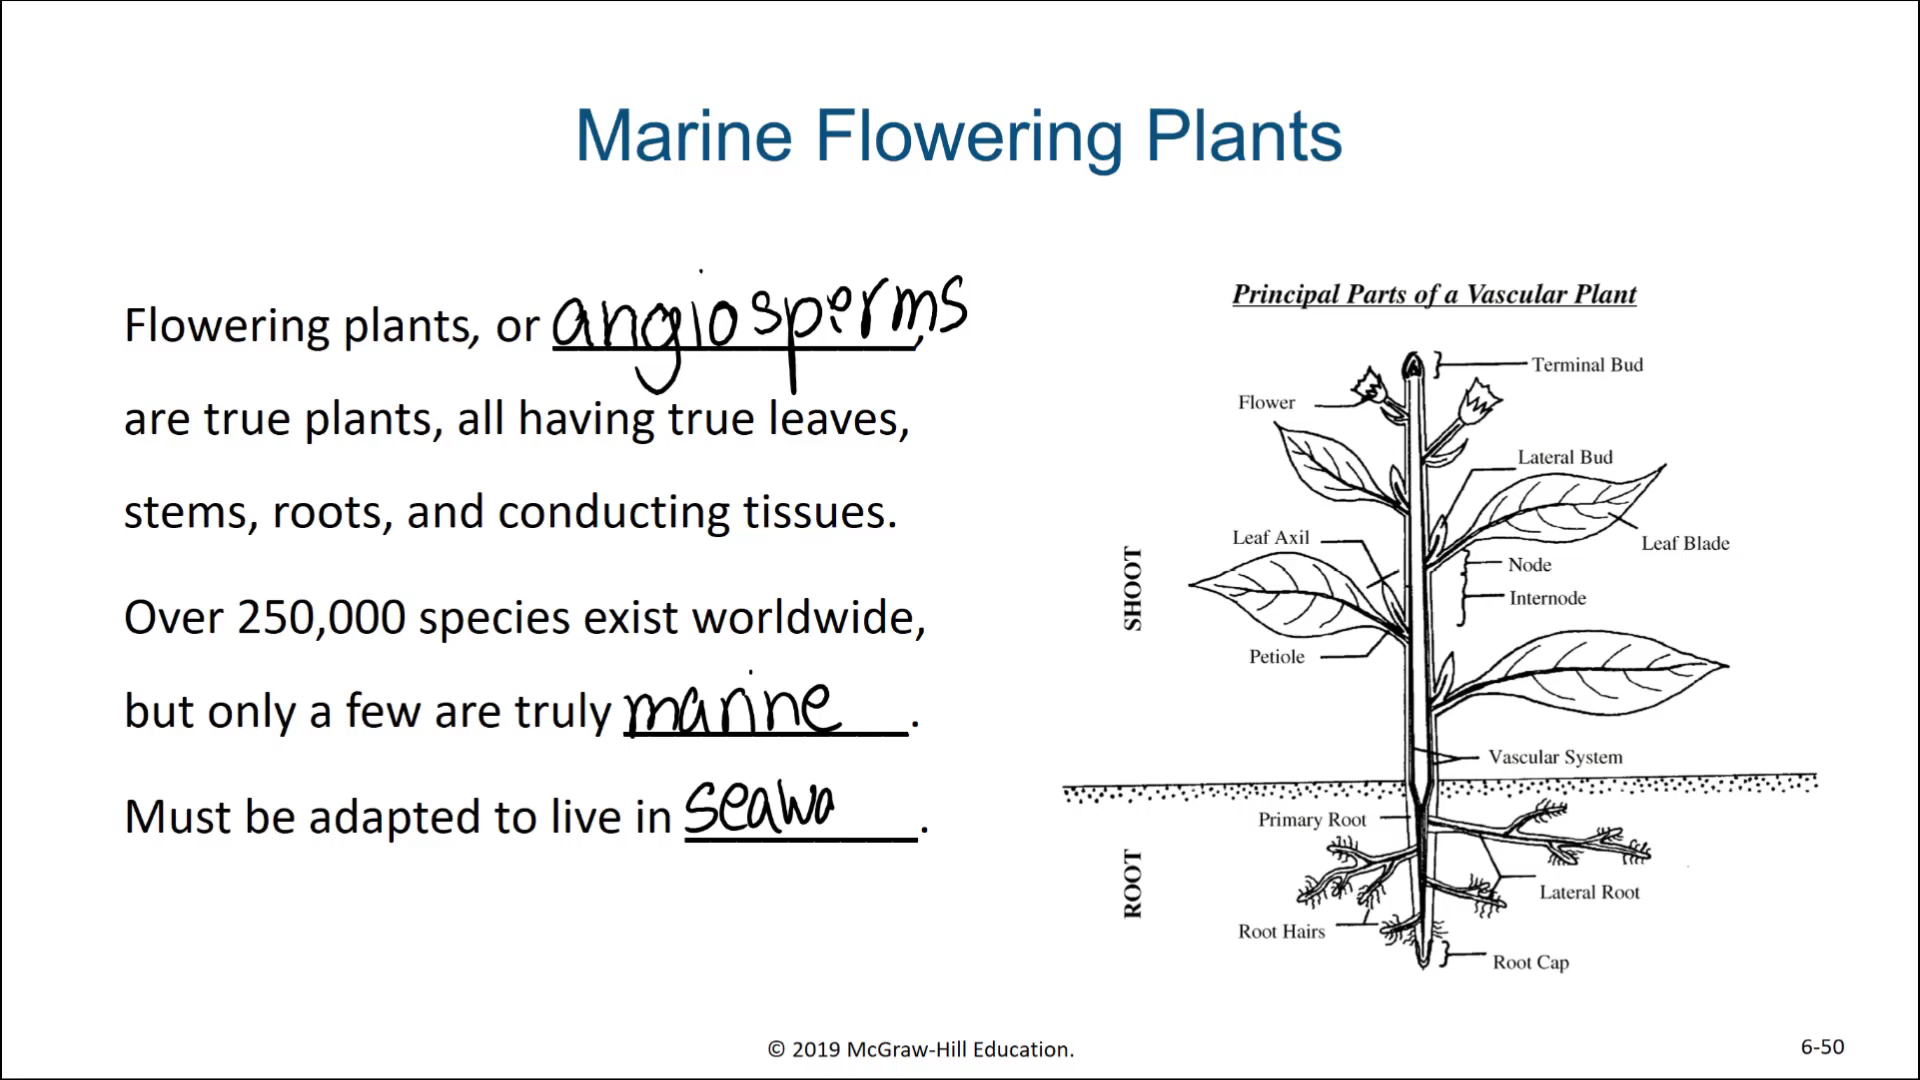 Marine Flowering Plants
Flowering plants, or angiosperms,
are true plants, all having true leaves,
stems, roots, and conducting tissues.
Over 250,000 species exist worldwide,
but only a few are truly marine.
Must be adapted to live in seawa.
Principal Parts of a Vascular Plant
Terminal Bud
Flower
Lateral Bud
Leaf Axil
Leaf Blade
Node
Internode
SHOOT
Petiole
Vascular System
Primary Root
ROOT
Lateral Root
Root Hairs
Root Cap
© 2019 McGraw-Hill Education.
6-50